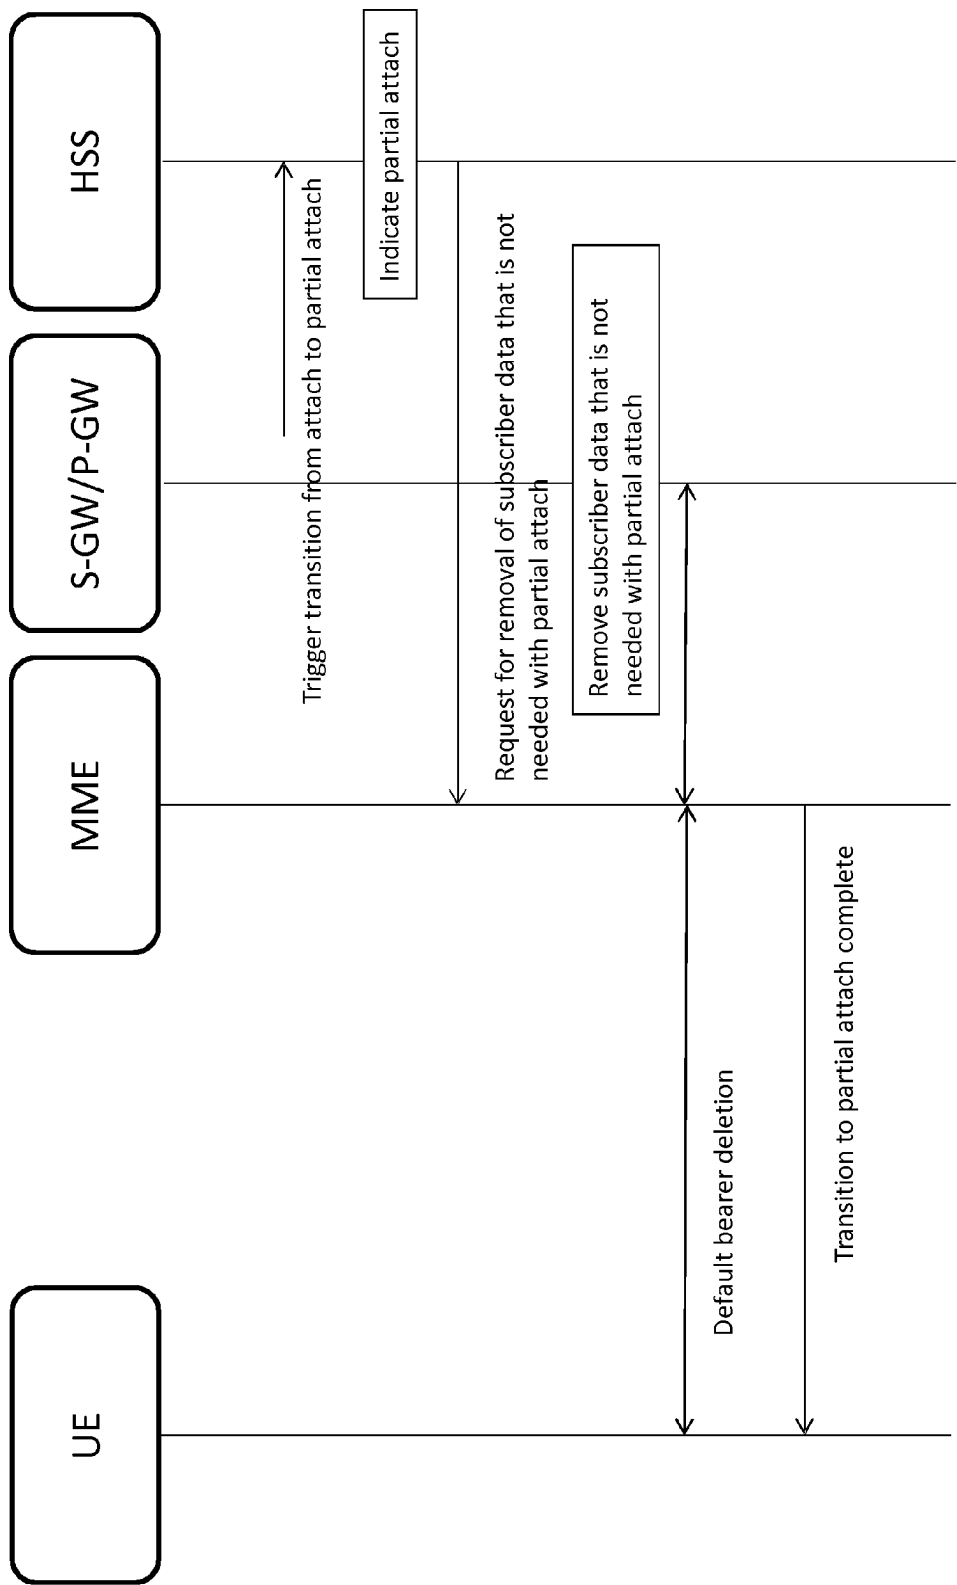 UE
MME
S-GW/P-GW
HSS
Trigger transition from attach to partial attach
Indicate partial attach
Request for removal of subscriber data that is not
needed with partial attach
Remove subscriber data that is not
needed with partial attach
Default bearer deletion
Transition to partial attach complete